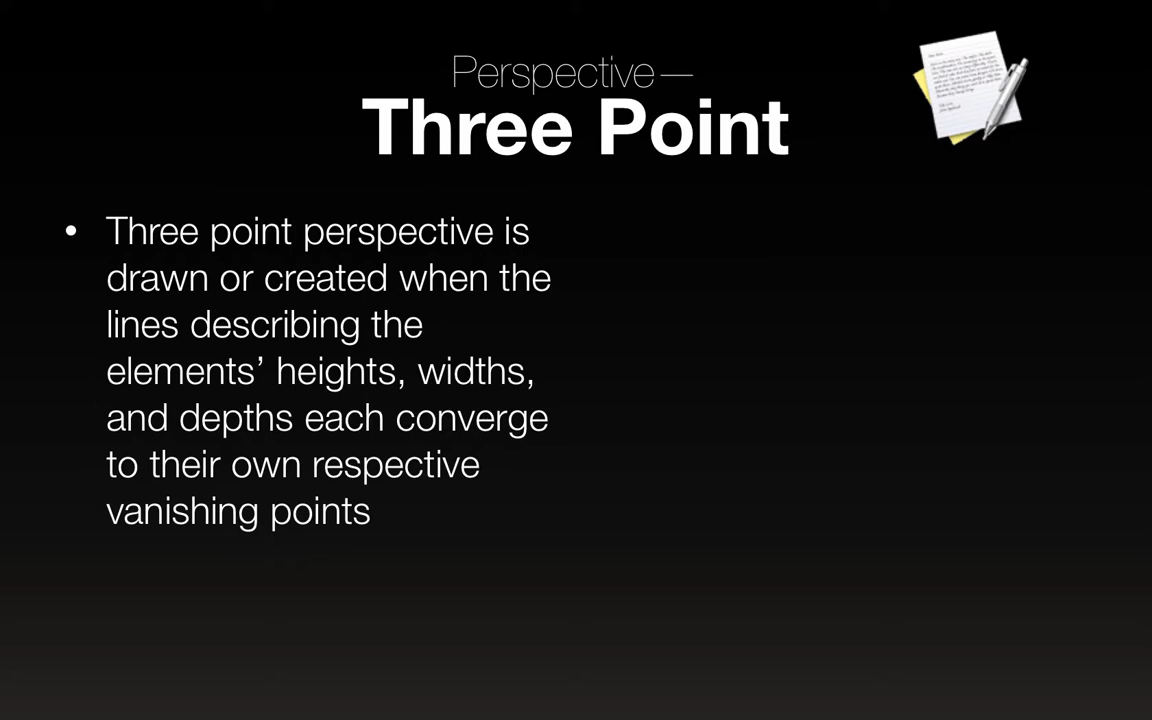 Perspective—
Three Point
• Three point perspective is
drawn or created when the
lines describing the
elements’ heights, widths,
and depths each converge
to their own respective
vanishing points